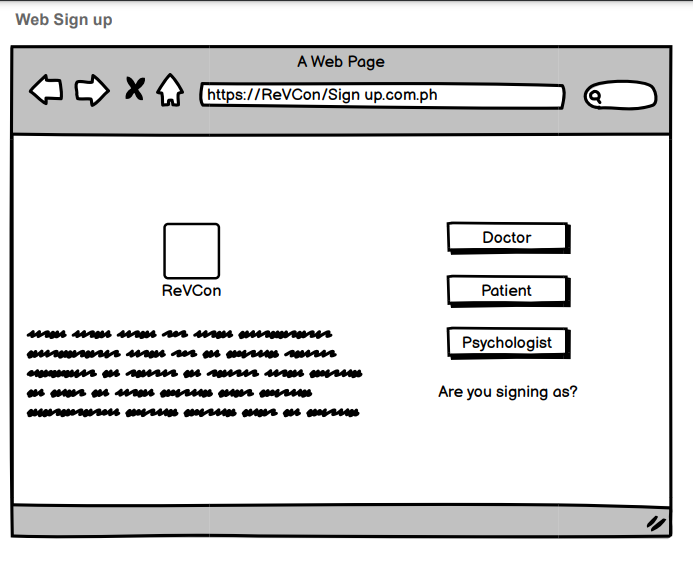 Web Sign up
A Web Page
https://ReVCon/Sign up.com.ph
ReVCon
Doctor
Patient
Psychologist
Are you signing as?